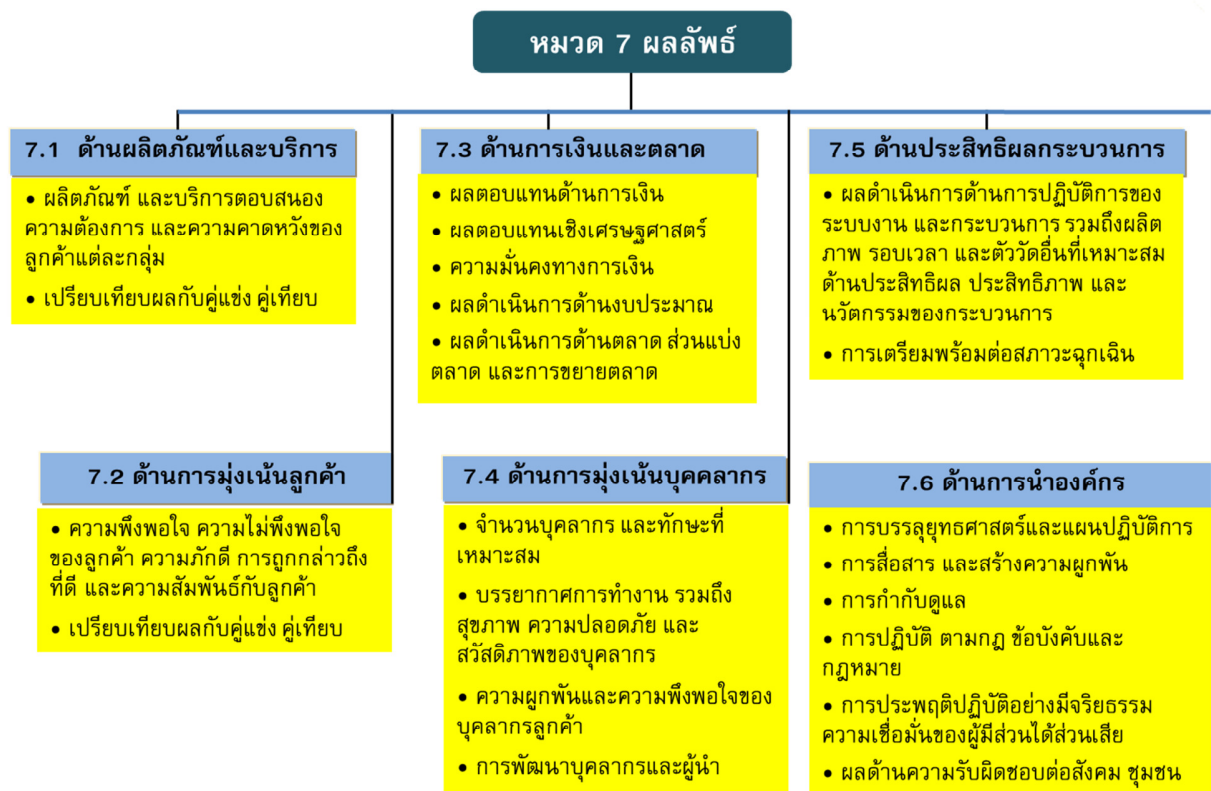 หมวด 7 ผลลัพธ์
7.1 ด้านผลิตภัณฑ์และบริการ
• ผลิตภัณฑ์ และบริการตอบสนอง
ความต้องการ และความคาดหวังของ
ลูกค้าแต่ละกลุ่ม
• เปรียบเทียบผลกับคู่แข่ง คู่เทียบ
7.3 ด้านการเงินและตลาด
• ผลตอบแทนด้านการเงิน
• ผลตอบแทนเชิงเศรษฐศาสตร์
• ความมั่นคงทางการเงิน
• ผลดำเนินการด้านงบประมาณ
• ผลดำเนินการด้านตลาด ส่วนแบ่ง
ตลาด และการขยายตลาด
7.5 ด้านประสิทธิผลกระบวนการ
• ผลดำเนินการด้านการปฏิบัติการของ
ระบบงาน และกระบวนการ รวมถึงผลิต
ภาพ รอบเวลา และตัววัดอื่นที่เหมาะสม
ด้านประสิทธิผล ประสิทธิภาพ และ
นวัตกรรมของกระบวนการ
• การเตรียมพร้อมต่อสภาวะฉุกเฉิน
7.2 ด้านการมุ่งเน้นลูกค้า
• ความพึงพอใจ ความไม่พึงพอใจ
ของลูกค้า ความภักดี การถูกกล่าวถึง
ที่ดี และความสัมพันธ์กับลูกค้า
• เปรียบเทียบผลกับคู่แข่ง คู่เทียบ
7.4 ด้านการมุ่งเน้นบุคคลากร
• จำนวนบุคลากร และทักษะที่
เหมาะสม
• บรรยากาศการทำงาน รวมถึง
สุขภาพ ความปลอดภัย และ
สวัสดิภาพของบุคลากร
• ความผูกพันและความพึงพอใจของ
บุคลากรลูกค้า
• การพัฒนาบุคลากรและผู้นำ
7.6 ด้านการนำองค์กร
• การบรรลุยุทธศาสตร์และแผนปฏิบัติการ
• การสื่อสาร และสร้างความผูกพัน
• การกำกับดูแล
• การปฏิบัติ ตามกฎ ข้อบังคับและ
กฎหมาย
• การประพฤติปฏิบัติอย่างมีจริยธรรม
ความเชื่อมั่นของผู้มีส่วนได้ส่วนเสีย
• ผลด้านความรับผิดชอบต่อสังคม ชุมชน